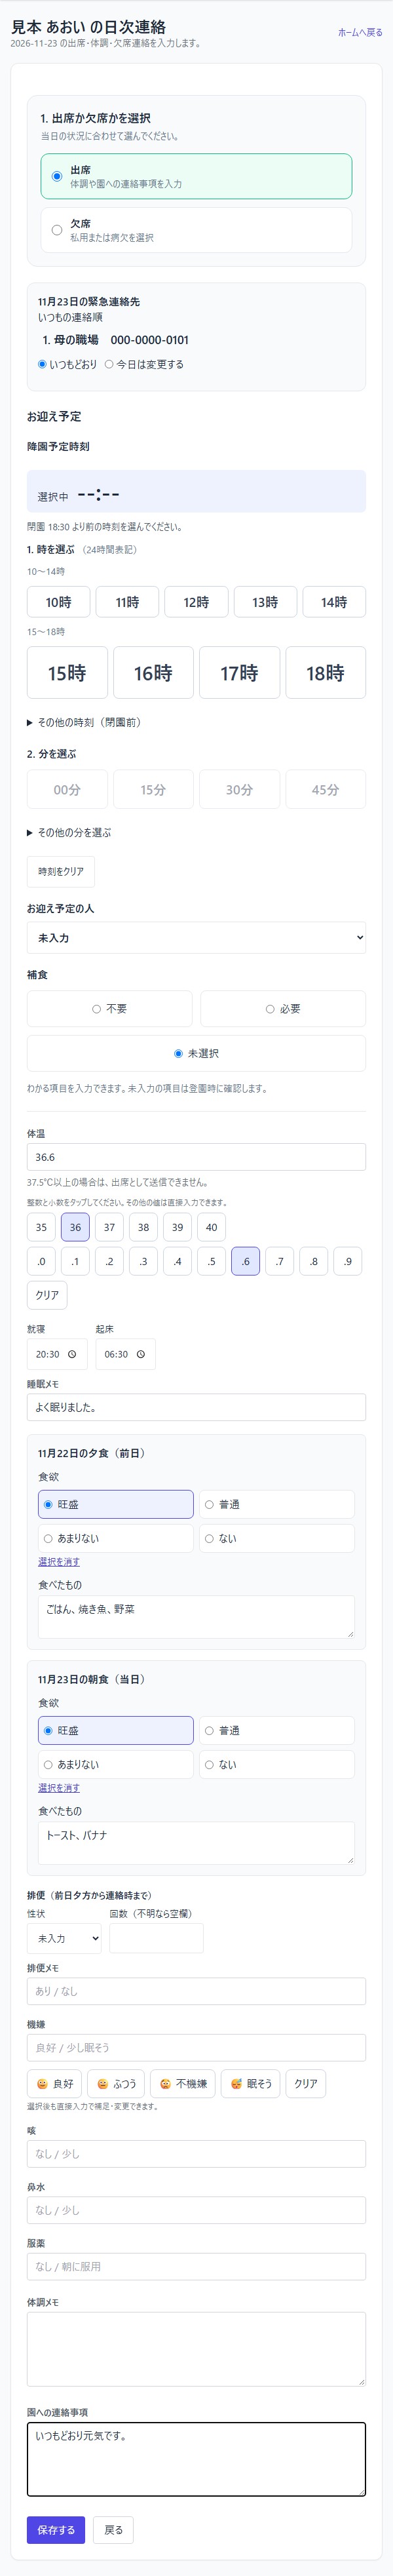 見本 あおい の日次連絡
ホームへ戻る
2026-11-23 の出席・体調・欠席連絡を入力します。
1. 出席か欠席かを選択
当日の状況に合わせて選んでください。
出席
体調や園への連絡事項を入力
欠席
私用または病欠を選択
11月23日の緊急連絡先
いつもの連絡順
1. 母の職場 000-0000-0101
いつもどおり 今日は変更する
お迎え予定
降園予定時刻
選択中 --:--
閉園 18:30 より前の時刻を選んでください。
1. 時を選ぶ （24時間表記）
10〜14時
10時 11時 12時 13時 14時
15〜18時
15時 16時 17時 18時
▶ その他の時刻（閉園前）
2. 分を選ぶ
00分 15分 30分 45分
▶ その他の分を選ぶ
時刻をクリア
お迎え予定の人
未入力
補食
不要 必要
未選択
わかる項目を入力できます。未入力の項目は登園時に確認します。
体温
36.6
37.5℃以上の場合は、出席として送信できません。
整数と小数をタップしてください。その他の値は直接入力できます。
35 36 37 38 39 40
.0 .1 .2 .3 .4 .5 .6 .7 .8 .9
クリア
就寝 起床
20:30 06:30
睡眠メモ
よく眠りました。
11月22日の夕食（前日）
食欲
旺盛 普通
あまりない ない
選択を消す
食べたもの
ごはん、焼き魚、野菜
11月23日の朝食（当日）
食欲
旺盛 普通
あまりない ない
選択を消す
食べたもの
トースト、バナナ
排便（前日夕方から連絡時まで）
性状 回数（不明なら空欄）
未入力
排便メモ
あり / なし
機嫌
良好 / 少し眠そう
良好 ふつう 不機嫌 眠そう クリア
選択後も直接入力で補足・変更できます。
咳
なし / 少し
鼻水
なし / 少し
服薬
なし / 朝に服用
体調メモ
園への連絡事項
いつもどおり元気です。
保存する 戻る